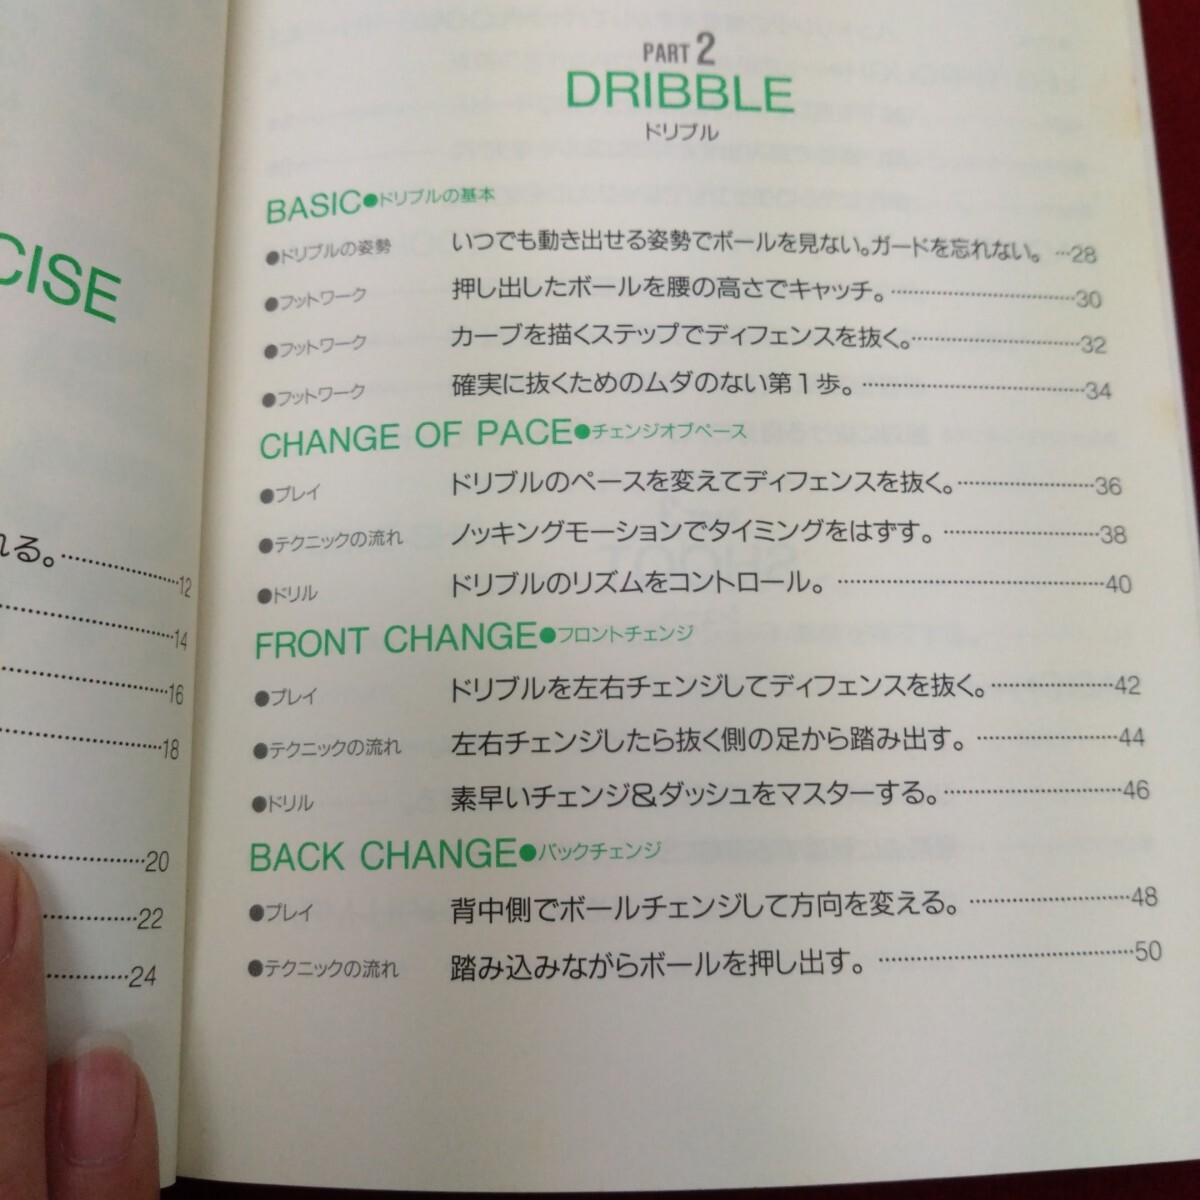 CISE
れる。…12
14
16
18
20
22
24
PART 2
DRIBBLE
ドリブル
BASIC●ドリブルの基本
●ドリブルの姿勢 いつでも動き出せる姿勢でボールを見ない。ガードを忘れない。…28
●フットワーク 押し出したボールを腰の高さでキャッチ。…30
●フットワーク カーブを描くステップでディフェンスを抜く。…32
●フットワーク 確実に抜くためのムダのない第1歩。…34
CHANGE OF PACE●チェンジオブペース
●プレイ ドリブルのペースを変えてディフェンスを抜く。…36
●テクニックの流れ ノッキングモーションでタイミングをはずす。…38
●ドリル ドリブルのリズムをコントロール。…40
FRONT CHANGE●フロントチェンジ
●プレイ ドリブルを左右チェンジしてディフェンスを抜く。…42
●テクニックの流れ 左右チェンジしたら抜く側の足から踏み出す。…44
●ドリル 素早いチェンジ&ダッシュをマスターする。…46
BACK CHANGE●バックチェンジ
●プレイ 背中側でボールチェンジして方向を変える。…48
●テクニックの流れ 踏み込みながらボールを押し出す。…50